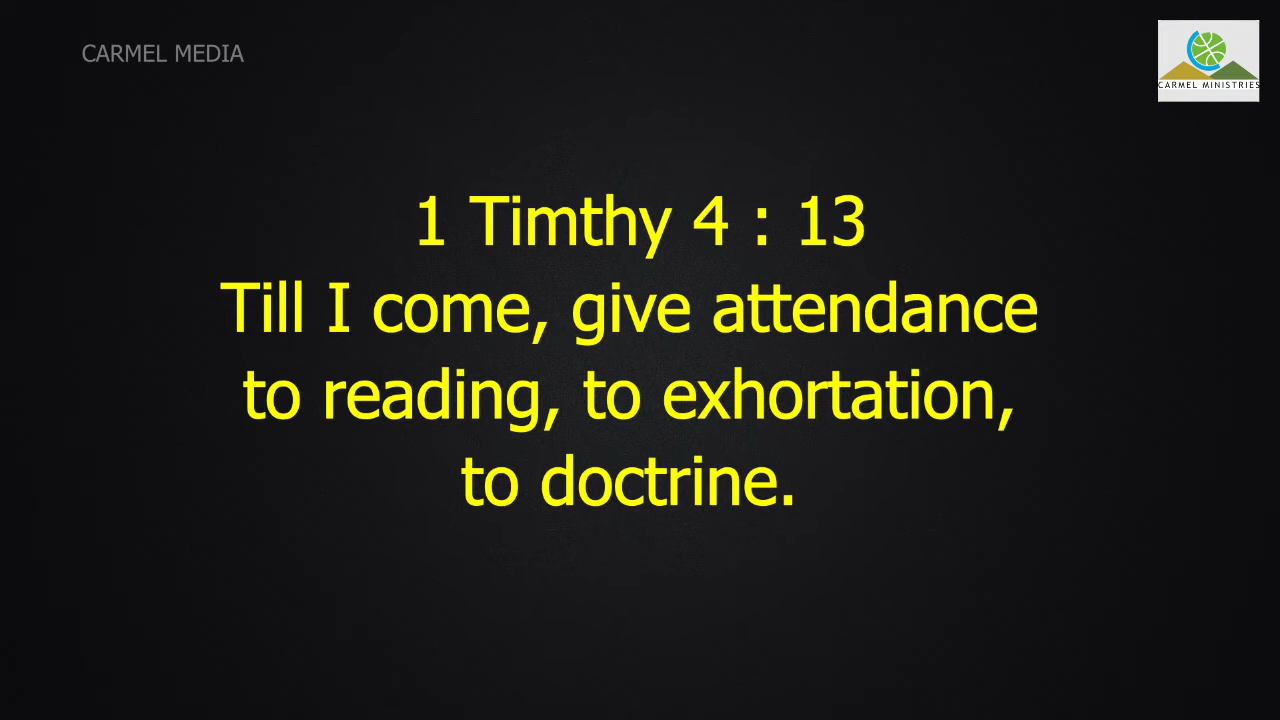 CARMEL MEDIA
CARMEL MINISTRIES
1 Timthy 4 : 13
Till I come, give attendance
to reading, to exhortation,
to doctrine.